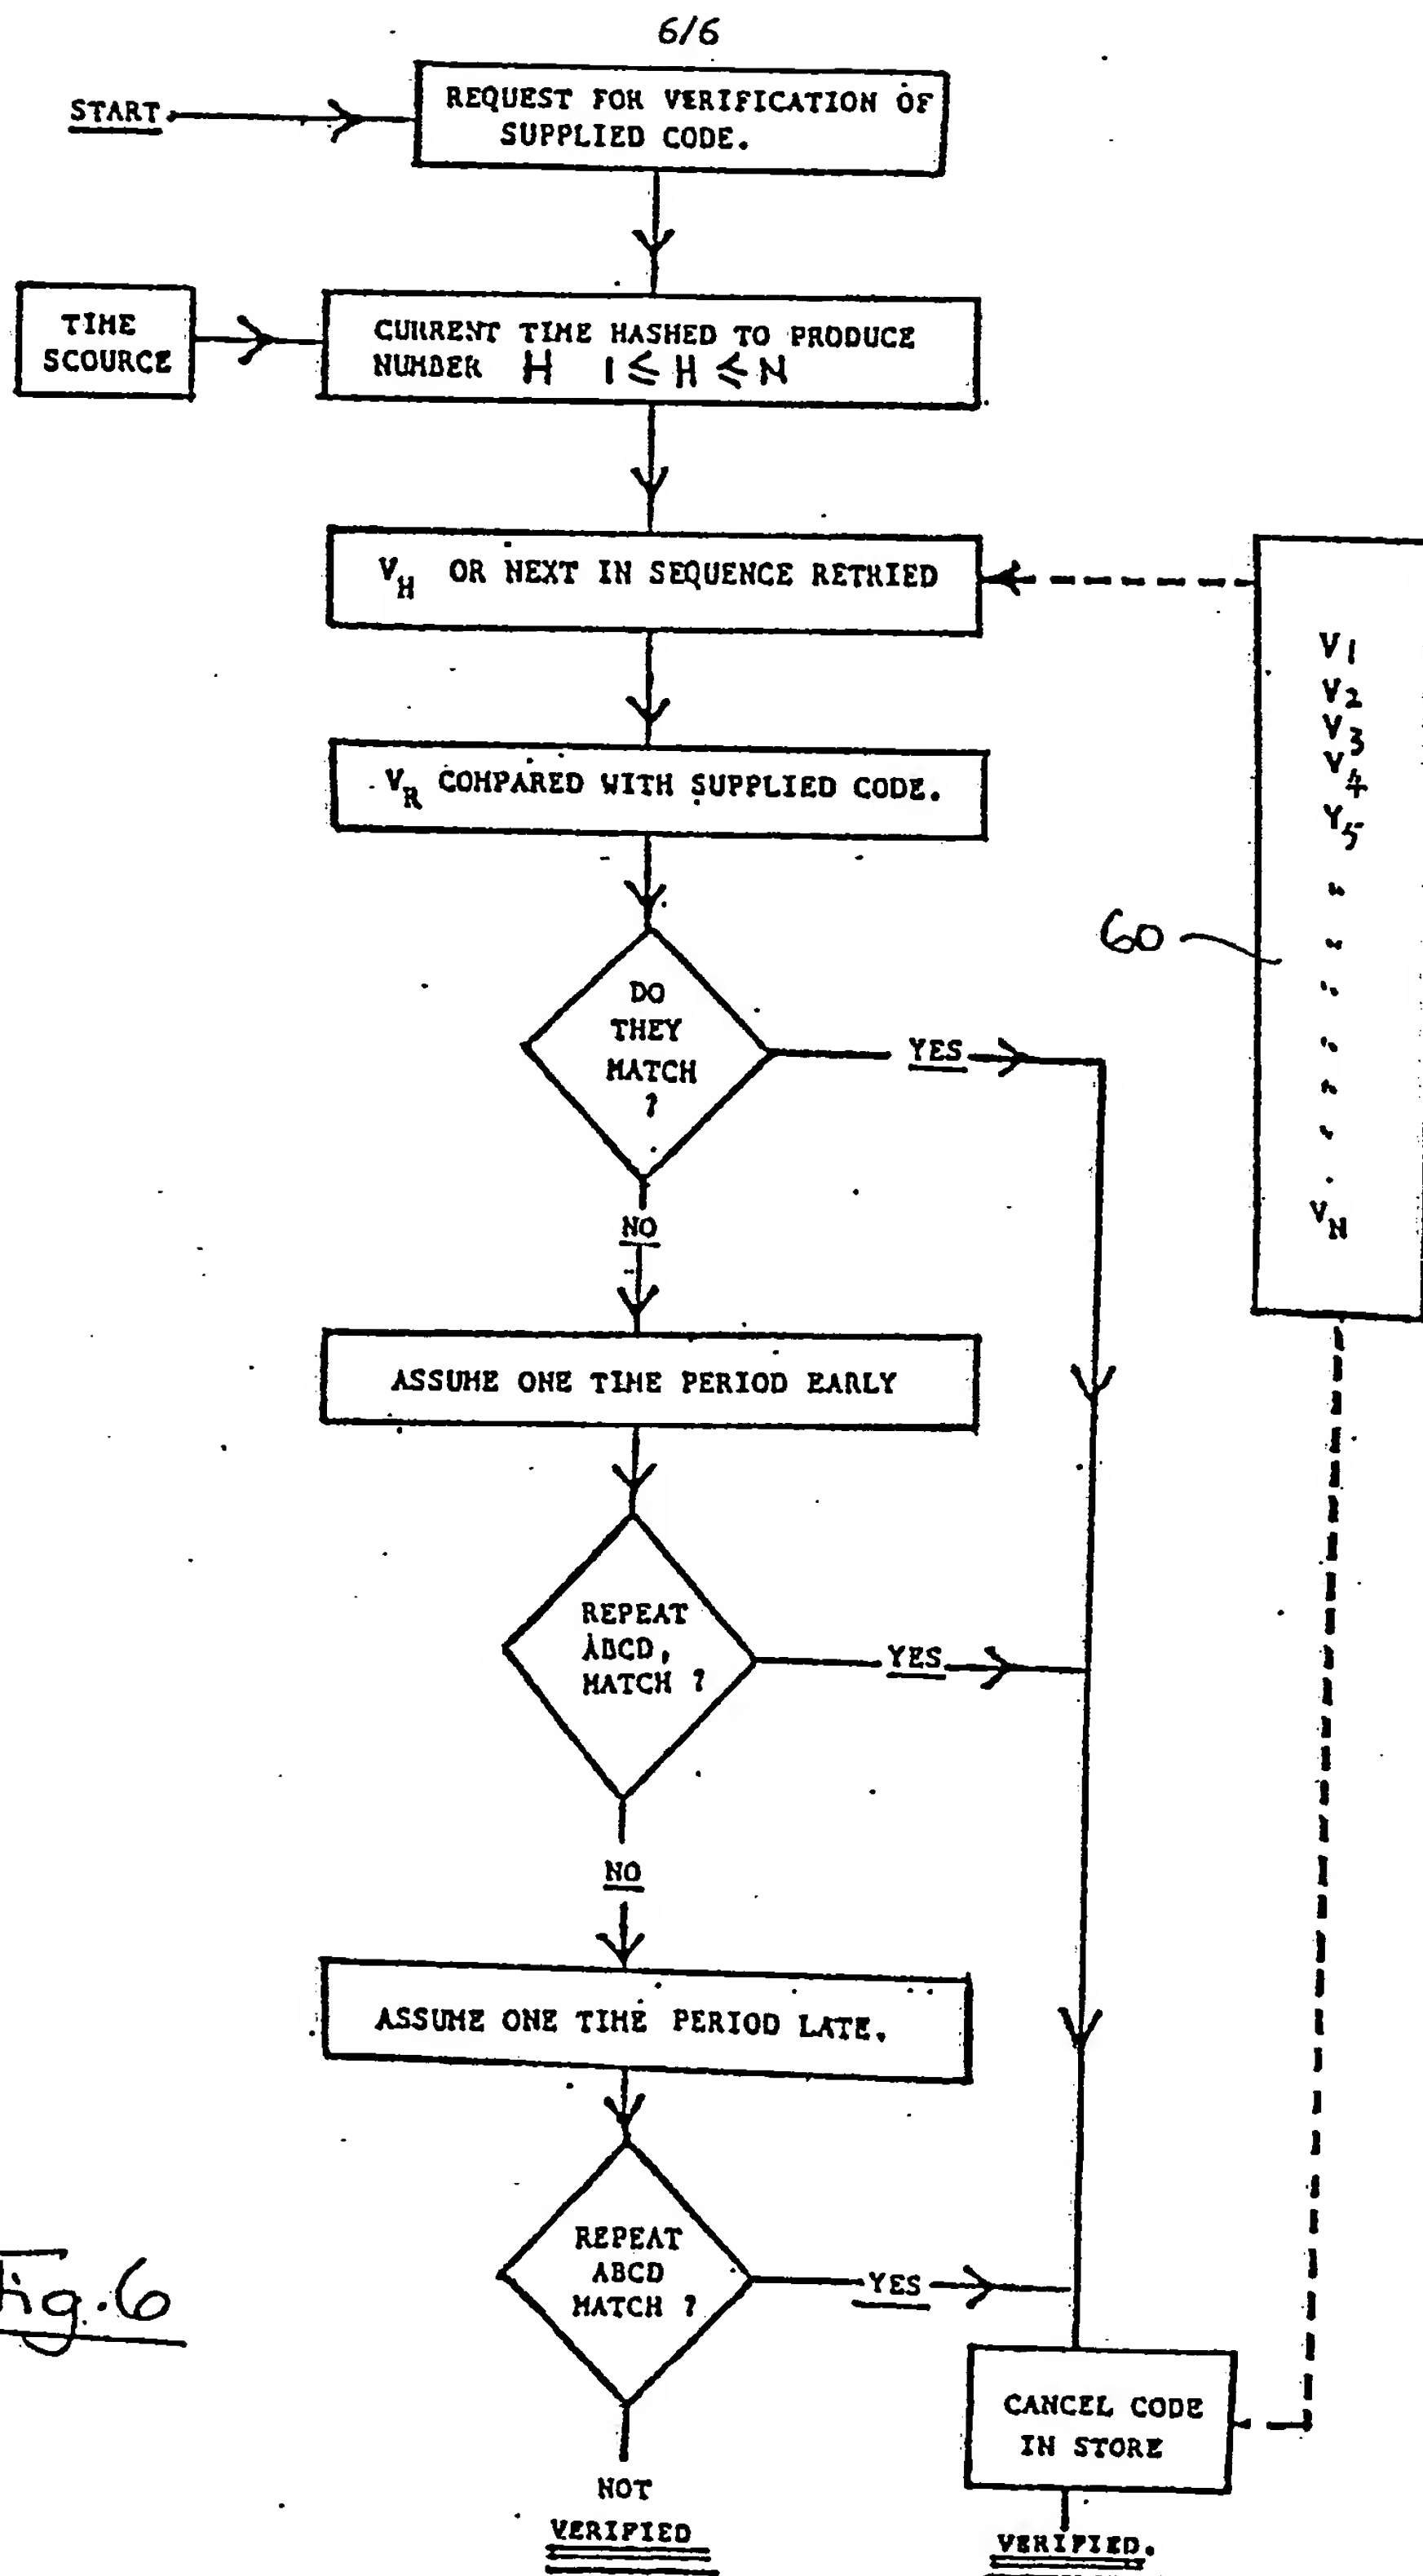 6/6
START
REQUEST FOR VERIFICATION OF
SUPPLIED CODE.
TIME
SCOURCE
CURRENT TIME HASHED TO PRODUCE
NUMBER H 1 ≤ H ≤ N
V_H OR NEXT IN SEQUENCE RETRIED
V1
V2
V3
V4
V5
V_N
V_R COMPARED WITH SUPPLIED CODE.
60
DO
THEY
MATCH
?
YES
NO
ASSUME ONE TIME PERIOD EARLY
REPEAT
ABCD,
MATCH ?
YES
NO
ASSUME ONE TIME PERIOD LATE.
REPEAT
ABCD
MATCH ?
YES
Fig.6
CANCEL CODE
IN STORE
NOT
VERIFIED
VERIFIED.